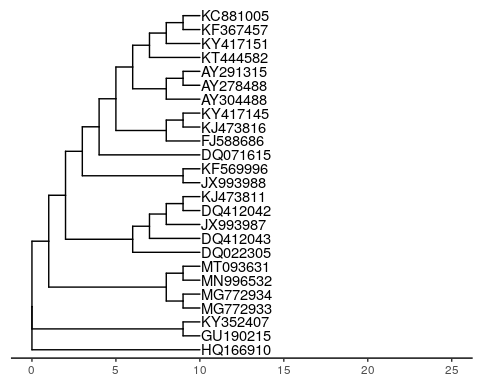 KC881005
KF367457
KY417151
KT444582
AY291315
AY278488
AY304488
KY417145
KJ473816
FJ588686
DQ071615
KF569996
JX993988
KJ473811
DQ412042
JX993987
DQ412043
DQ022305
MT093631
MN996532
MG772934
MG772933
KY352407
GU190215
HQ166910
0 5 10 15 20 25